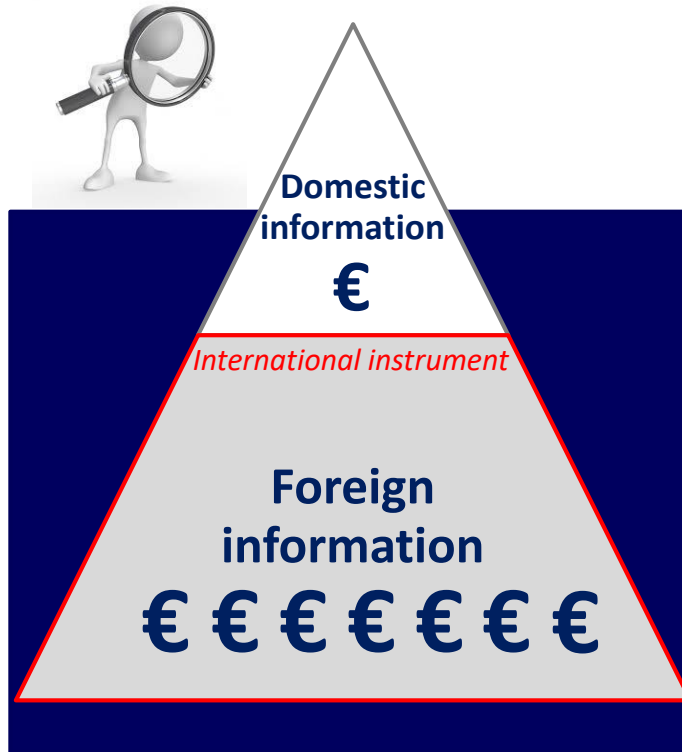 Domestic
information
€
International instrument
Foreign
information
€ € € € € € €